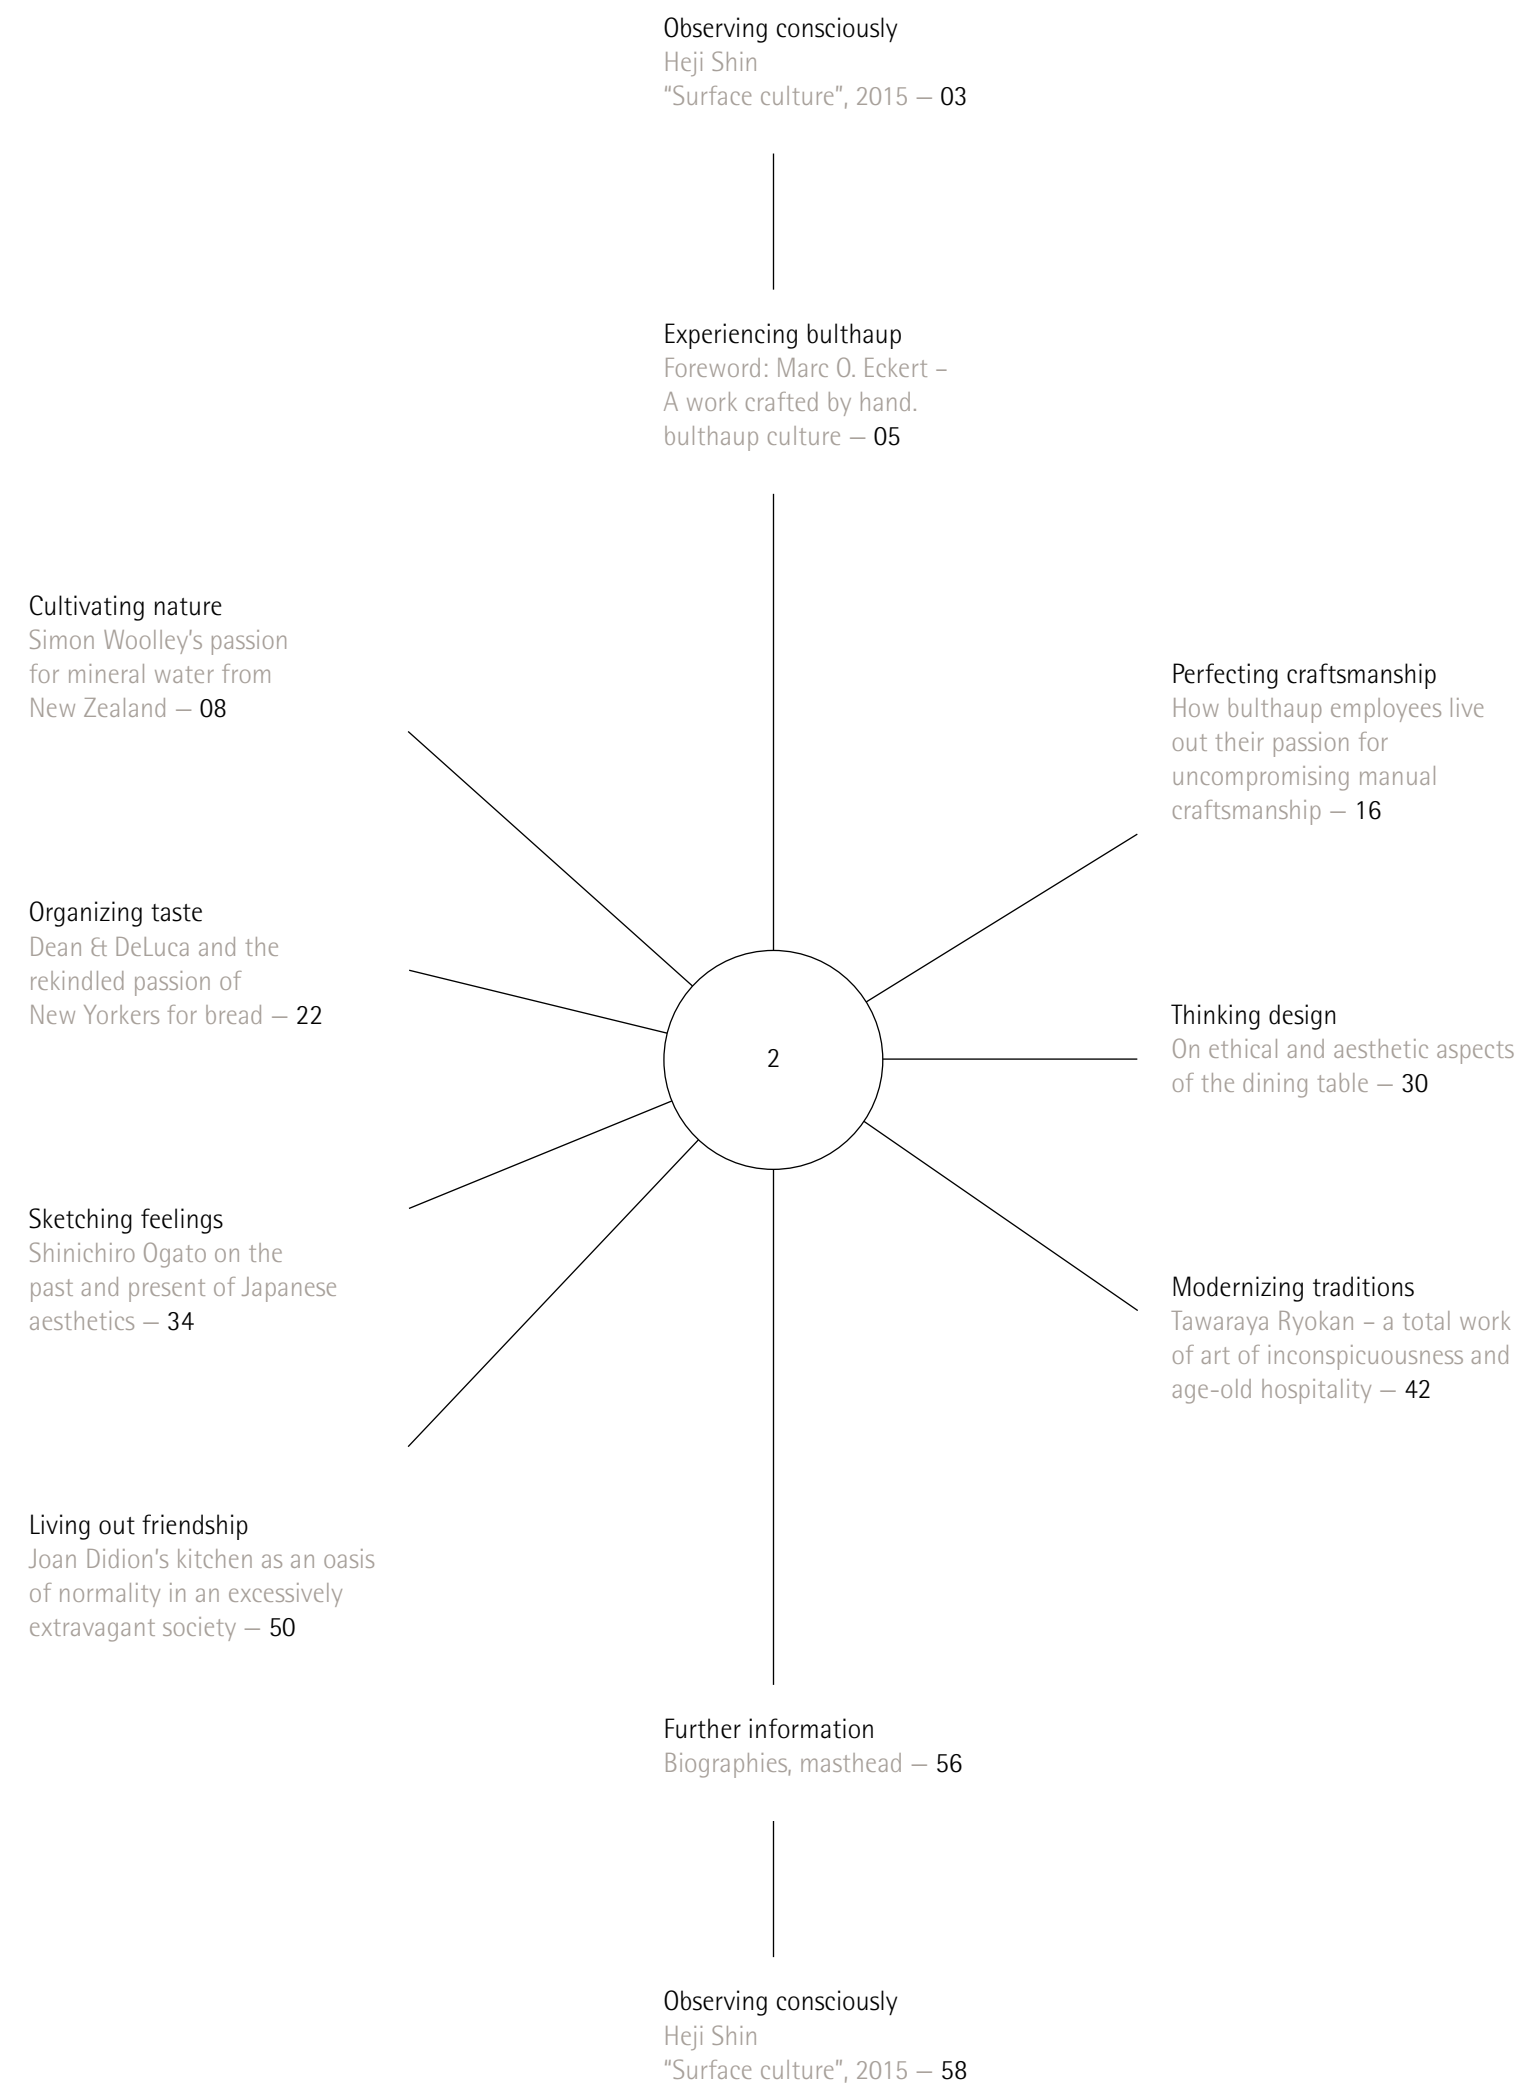 Observing consciously
Heji Shin
“Surface culture”, 2015 — 03
Experiencing bulthaup
Foreword: Marc O. Eckert –
A work crafted by hand.
bulthaup culture — 05
Cultivating nature
Simon Woolley's passion
for mineral water from
New Zealand — 08
Perfecting craftsmanship
How bulthaup employees live
out their passion for
uncompromising manual
craftsmanship — 16
Organizing taste
Dean & DeLuca and the
rekindled passion of
New Yorkers for bread — 22
Thinking design
On ethical and aesthetic aspects
of the dining table — 30
2
Sketching feelings
Shinichiro Ogato on the
past and present of Japanese
aesthetics — 34
Modernizing traditions
Tawaraya Ryokan – a total work
of art of inconspicuousness and
age-old hospitality — 42
Living out friendship
Joan Didion's kitchen as an oasis
of normality in an excessively
extravagant society — 50
Further information
Biographies, masthead — 56
Observing consciously
Heji Shin
“Surface culture”, 2015 — 58